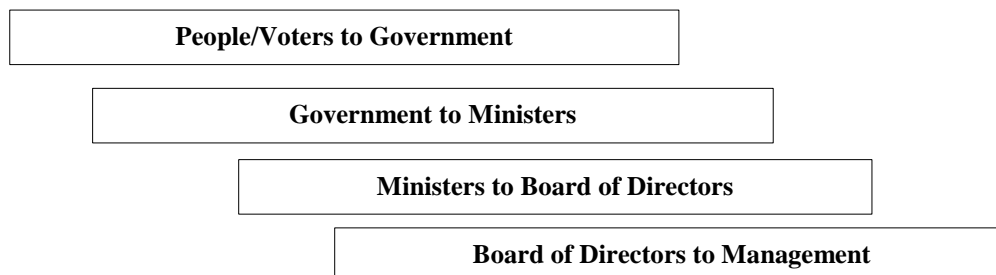 People/Voters to Government
Government to Ministers
Ministers to Board of Directors
Board of Directors to Management